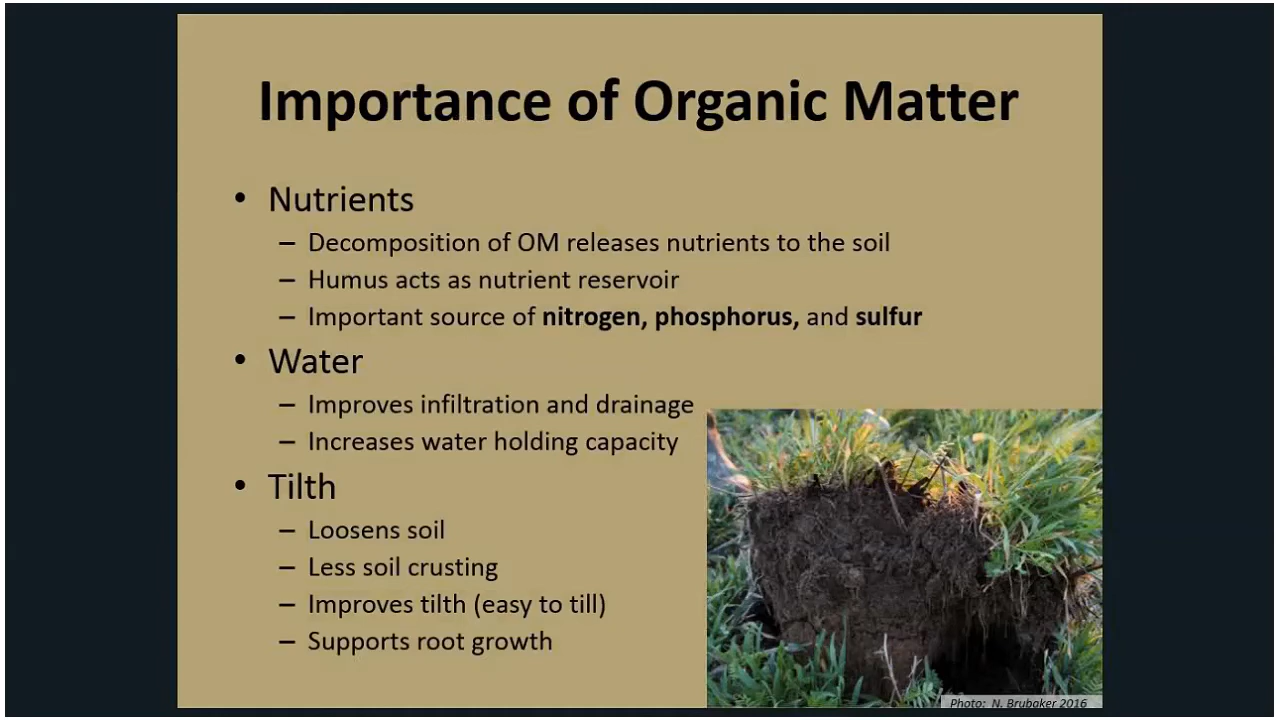 Importance of Organic Matter
• Nutrients
– Decomposition of OM releases nutrients to the soil
– Humus acts as nutrient reservoir
– Important source of nitrogen, phosphorus, and sulfur
• Water
– Improves infiltration and drainage
– Increases water holding capacity
• Tilth
– Loosens soil
– Less soil crusting
– Improves tilth (easy to till)
– Supports root growth
Photo: N. Brubaker 2016